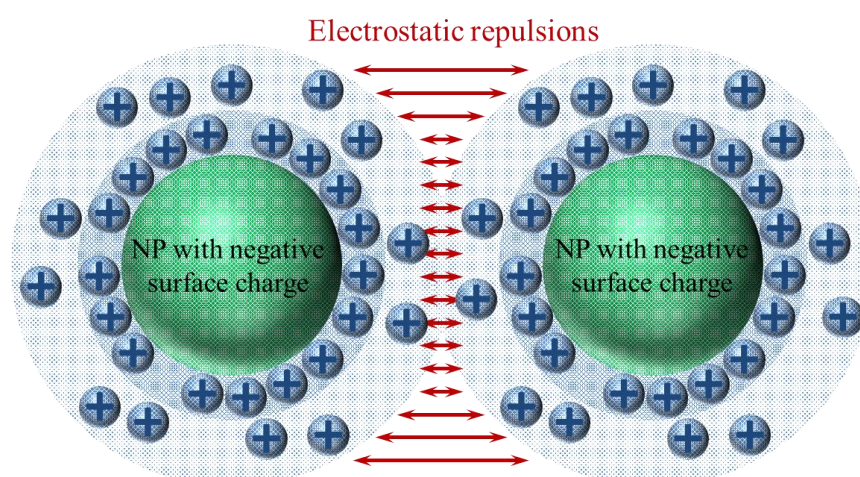 Electrostatic repulsions
NP with negative
surface charge
NP with negative
surface charge